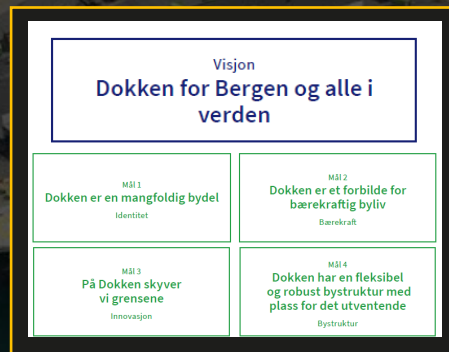 Visjon
Dokken for Bergen og alle i
verden
Mål 1
Dokken er en mangfoldig bydel
Identitet
Mål 2
Dokken er et forbilde for
bærekraftig byliv
Bærekraft
Mål 3
På Dokken skyver
vi grensene
Innovasjon
Mål 4
Dokken har en fleksibel
og robust bystruktur med
plass for det utventende
Bystruktur